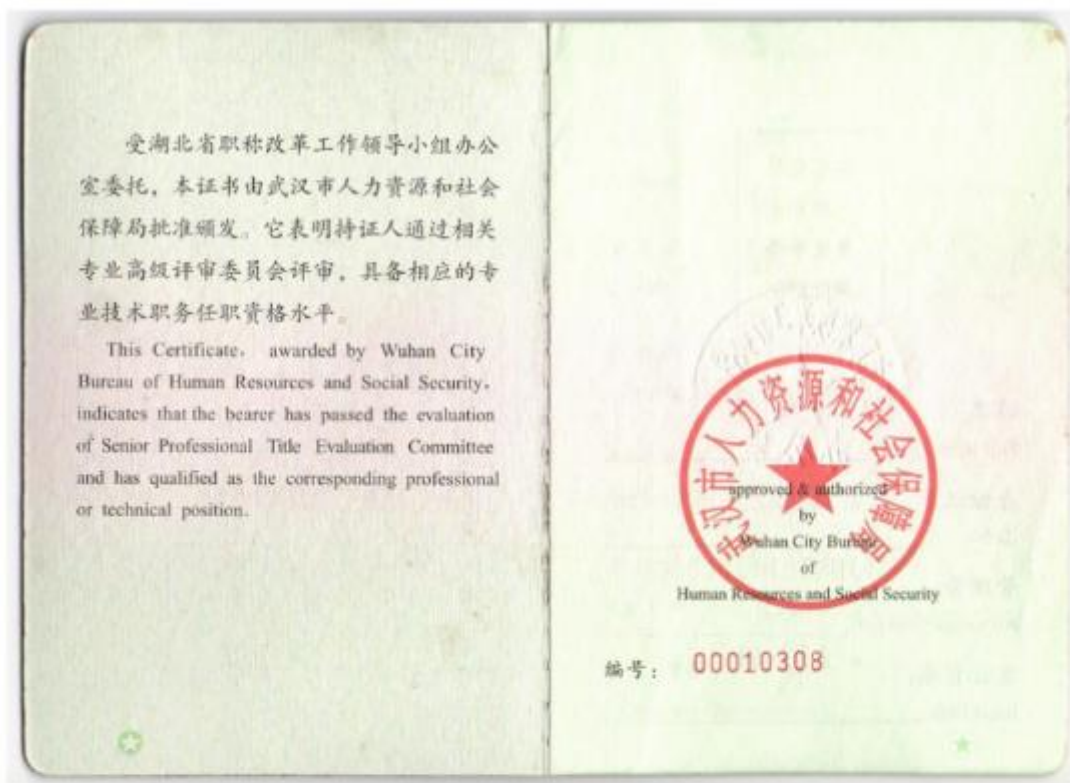 受湖北省职称改革工作领导小组办公
室委托，本证书由武汉市人力资源和社会
保障局批准颁发。它表明持证人通过相关
专业高级评审委员会评审，具备相应的专
业技术职务任职资格水平。
This Certificate, awarded by Wuhan City
Bureau of Human Resources and Social Security,
indicates that the bearer has passed the evaluation
of Senior Professional Title Evaluation Committee
and has qualified as the corresponding professional
or technical position.
武汉市人力资源和社会保障局
approved & authorized
by
Wuhan City Bureau
of
Human Resources and Social Security
编号： 00010308